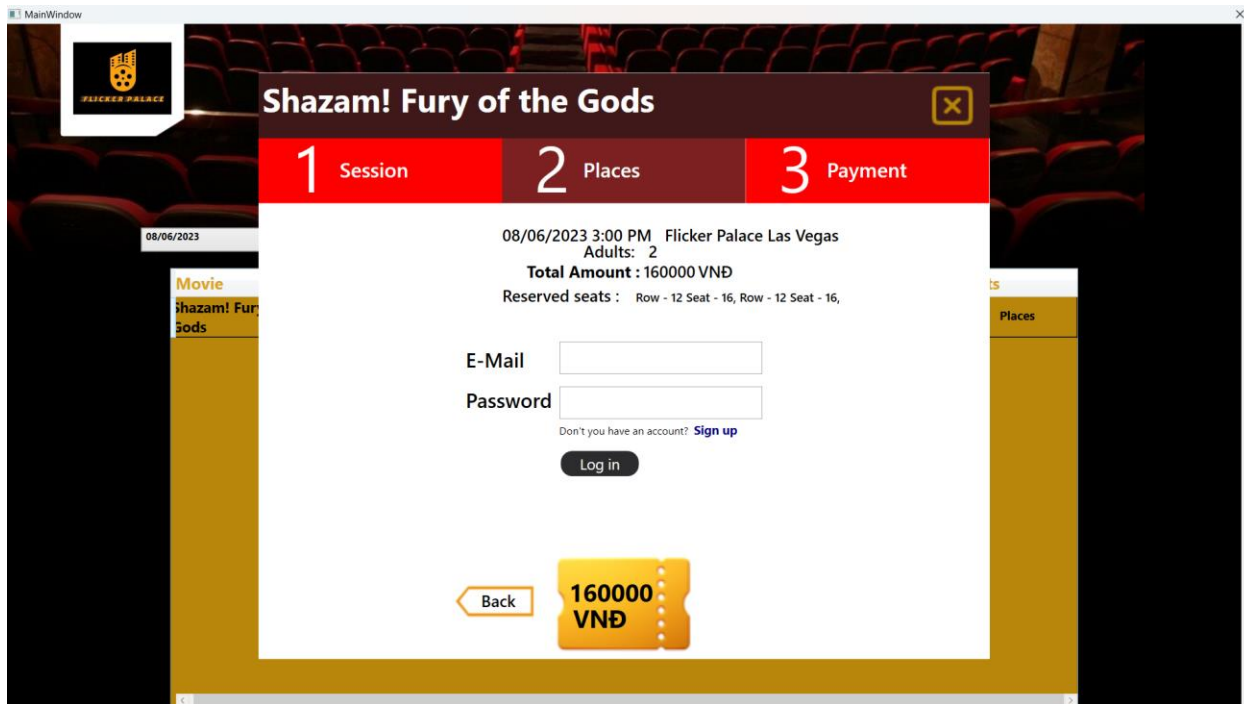 MainWindow
FLICKER PALACE
Shazam! Fury of the Gods
1 Session 2 Places 3 Payment
08/06/2023
08/06/2023 3:00 PM Flicker Palace Las Vegas
Adults: 2
Total Amount : 160000 VNĐ
Reserved seats : Row - 12 Seat - 16, Row - 12 Seat - 16,
Movie
ts
Shazam! Fury
Gods
Places
E-Mail
Password
Don't you have an account? Sign up
Log in
Back
160000
VNĐ